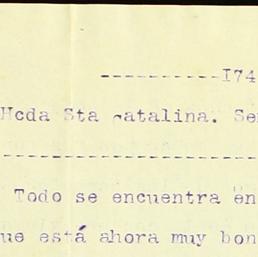 ----------I74
Hcda Sta Catalina. Se
----------------------
Todo se encuentra en
ue está ahora muy bon